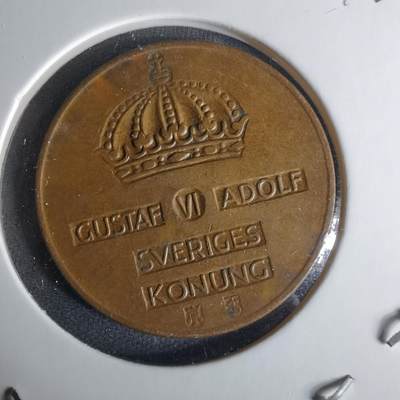 GUSTAF VI ADOLF
SVERIGES
KONUNG